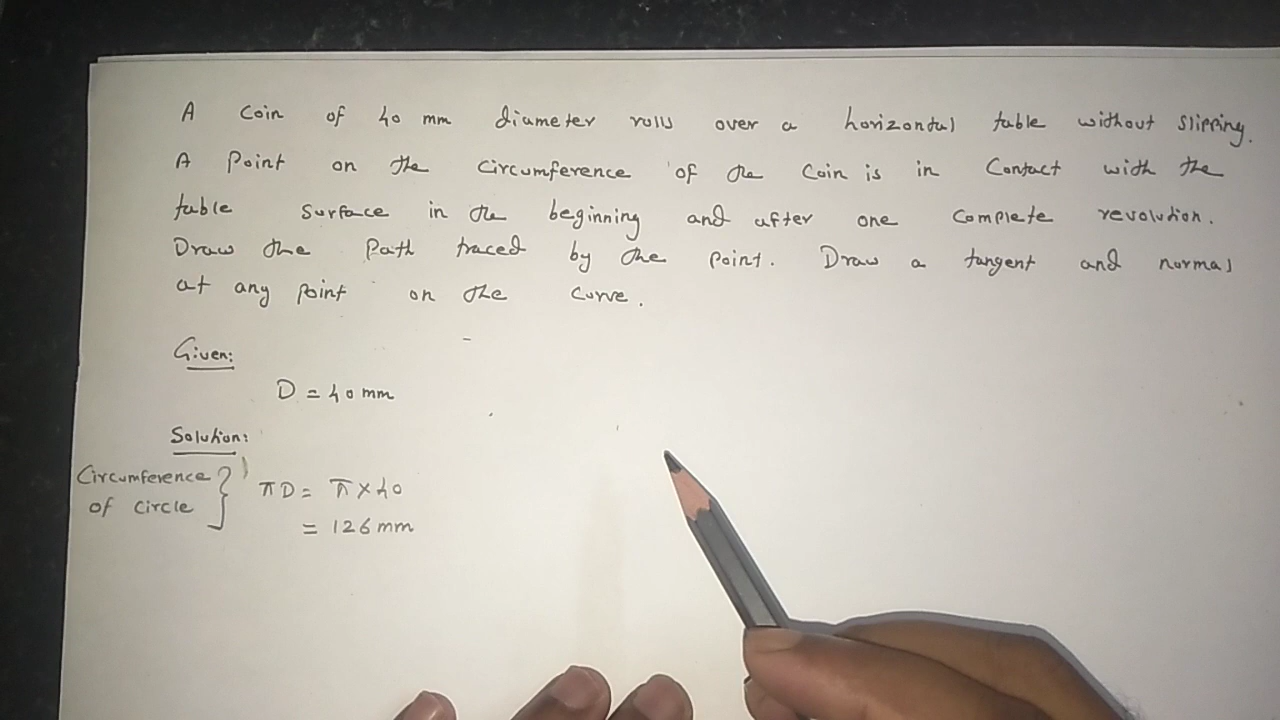 A Coin of 40 mm diameter rolls over a horizontal table without slipping.
A Point on the Circumference of the Coin is in Contact with the
table Surface in the beginning and after one Complete revolution.
Draw the Path traced by the point. Draw a tangent and normal
at any point on the Curve.
Given:
D = 40 mm
Solution:
Circumference of Circle } πD = π × 40
= 126 mm